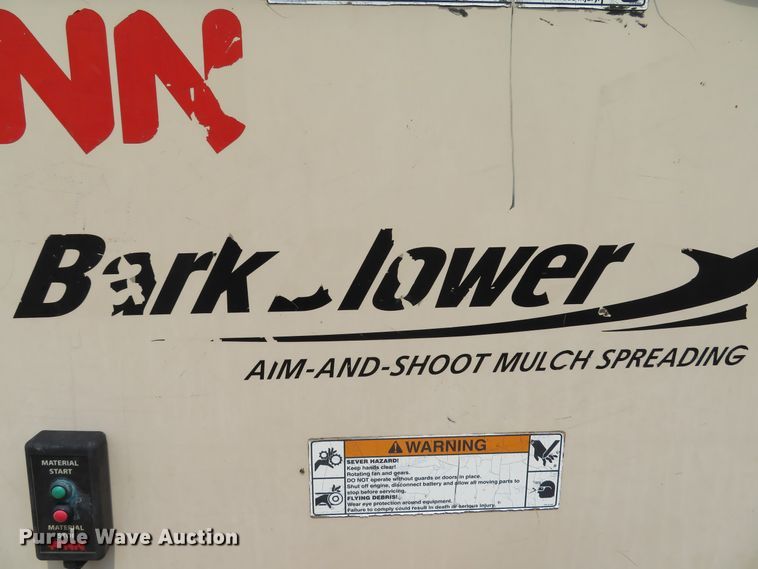 NN
Bark lower
AIM-AND-SHOOT MULCH SPREADING
WARNING
SEVER HAZARD!
Keep hands clear!
Rotating fan and gears.
DO NOT operate without guards or doors in place.
Shut off engine, disconnect battery and allow all moving parts to
stop before servicing.
FLYING DEBRIS!
Wear eye protection around equipment.
Failure to comply could result in death or serious injury.
MATERIAL
START
MATERIAL
FINN
Purple Wave Auction